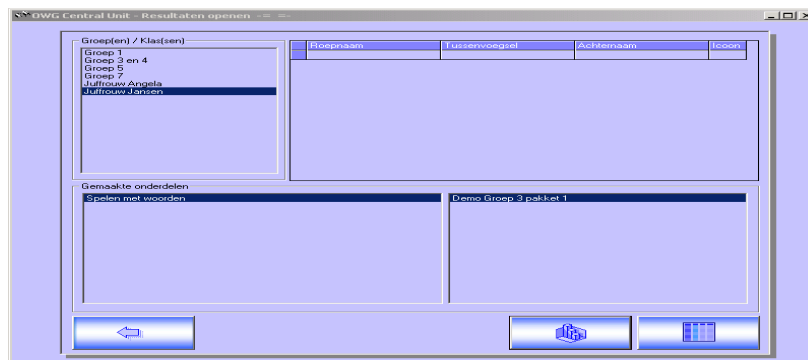 OWG Central Unit - Resultaten openen -= =-
Groep(en) / Klas(sen)
Groep 1
Groep 3 en 4
Groep 5
Groep 7
Juffrouw Angela
Juffrouw Jansen
Roepnaam Tussenvoegsel Achternaam Icoon
Gemaakte onderdelen
Spelen met woorden
Demo Groep 3 pakket 1